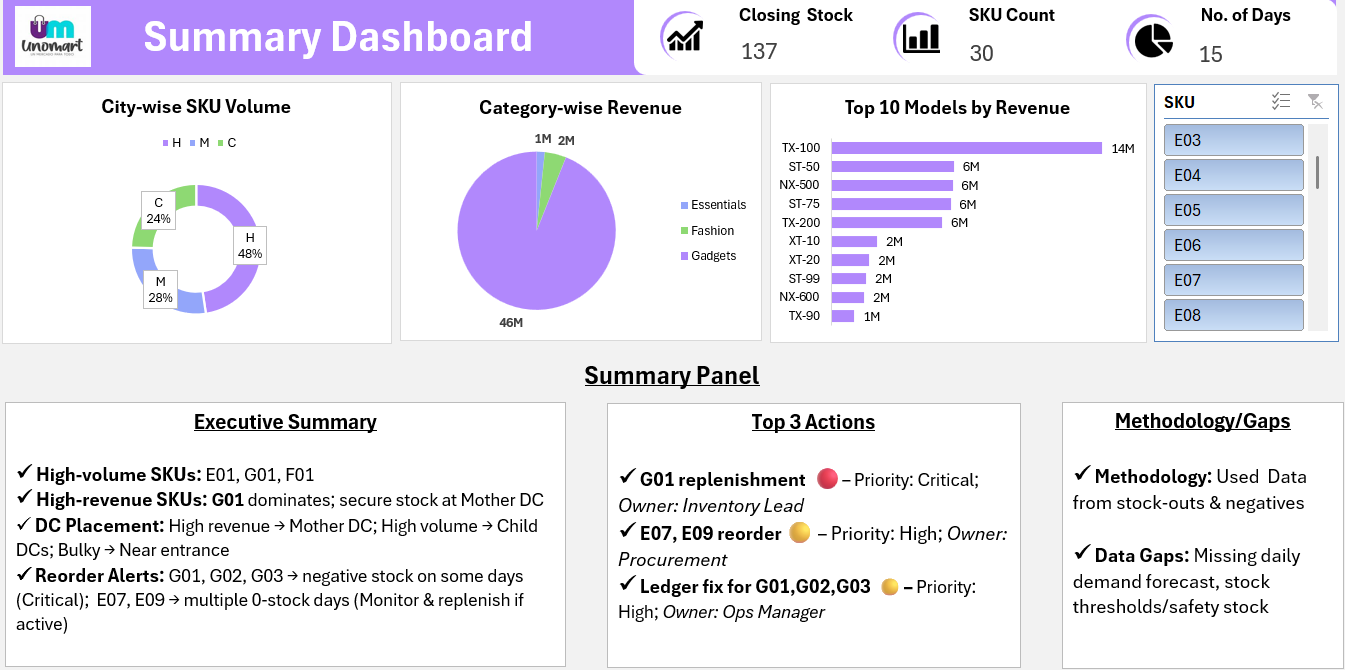 um
Unomart
Summary Dashboard
Closing Stock
137
SKU Count
30
No. of Days
15
City-wise SKU Volume
H M C
C
24%
H
48%
M
28%
Category-wise Revenue
1M 2M
46M
Essentials
Fashion
Gadgets
Top 10 Models by Revenue
TX-100 14M
ST-50 6M
NX-500 6M
ST-75 6M
TX-200 6M
XT-10 2M
XT-20 2M
ST-99 2M
NX-600 2M
TX-90 1M
SKU
E03
E04
E05
E06
E07
E08
Summary Panel
Executive Summary
✓ High-volume SKUs: E01, G01, F01
✓ High-revenue SKUs: G01 dominates; secure stock at Mother DC
✓ DC Placement: High revenue → Mother DC; High volume → Child
DCs; Bulky → Near entrance
✓ Reorder Alerts: G01, G02, G03 → negative stock on some days
(Critical); E07, E09 → multiple 0-stock days (Monitor & replenish if
active)
Top 3 Actions
✓ G01 replenishment 🔴 – Priority: Critical;
Owner: Inventory Lead
✓ E07, E09 reorder 🟡 – Priority: High; Owner:
Procurement
✓ Ledger fix for G01,G02,G03 🟡 – Priority:
High; Owner: Ops Manager
Methodology/Gaps
✓ Methodology: Used Data
from stock-outs & negatives
✓ Data Gaps: Missing daily
demand forecast, stock
thresholds/safety stock